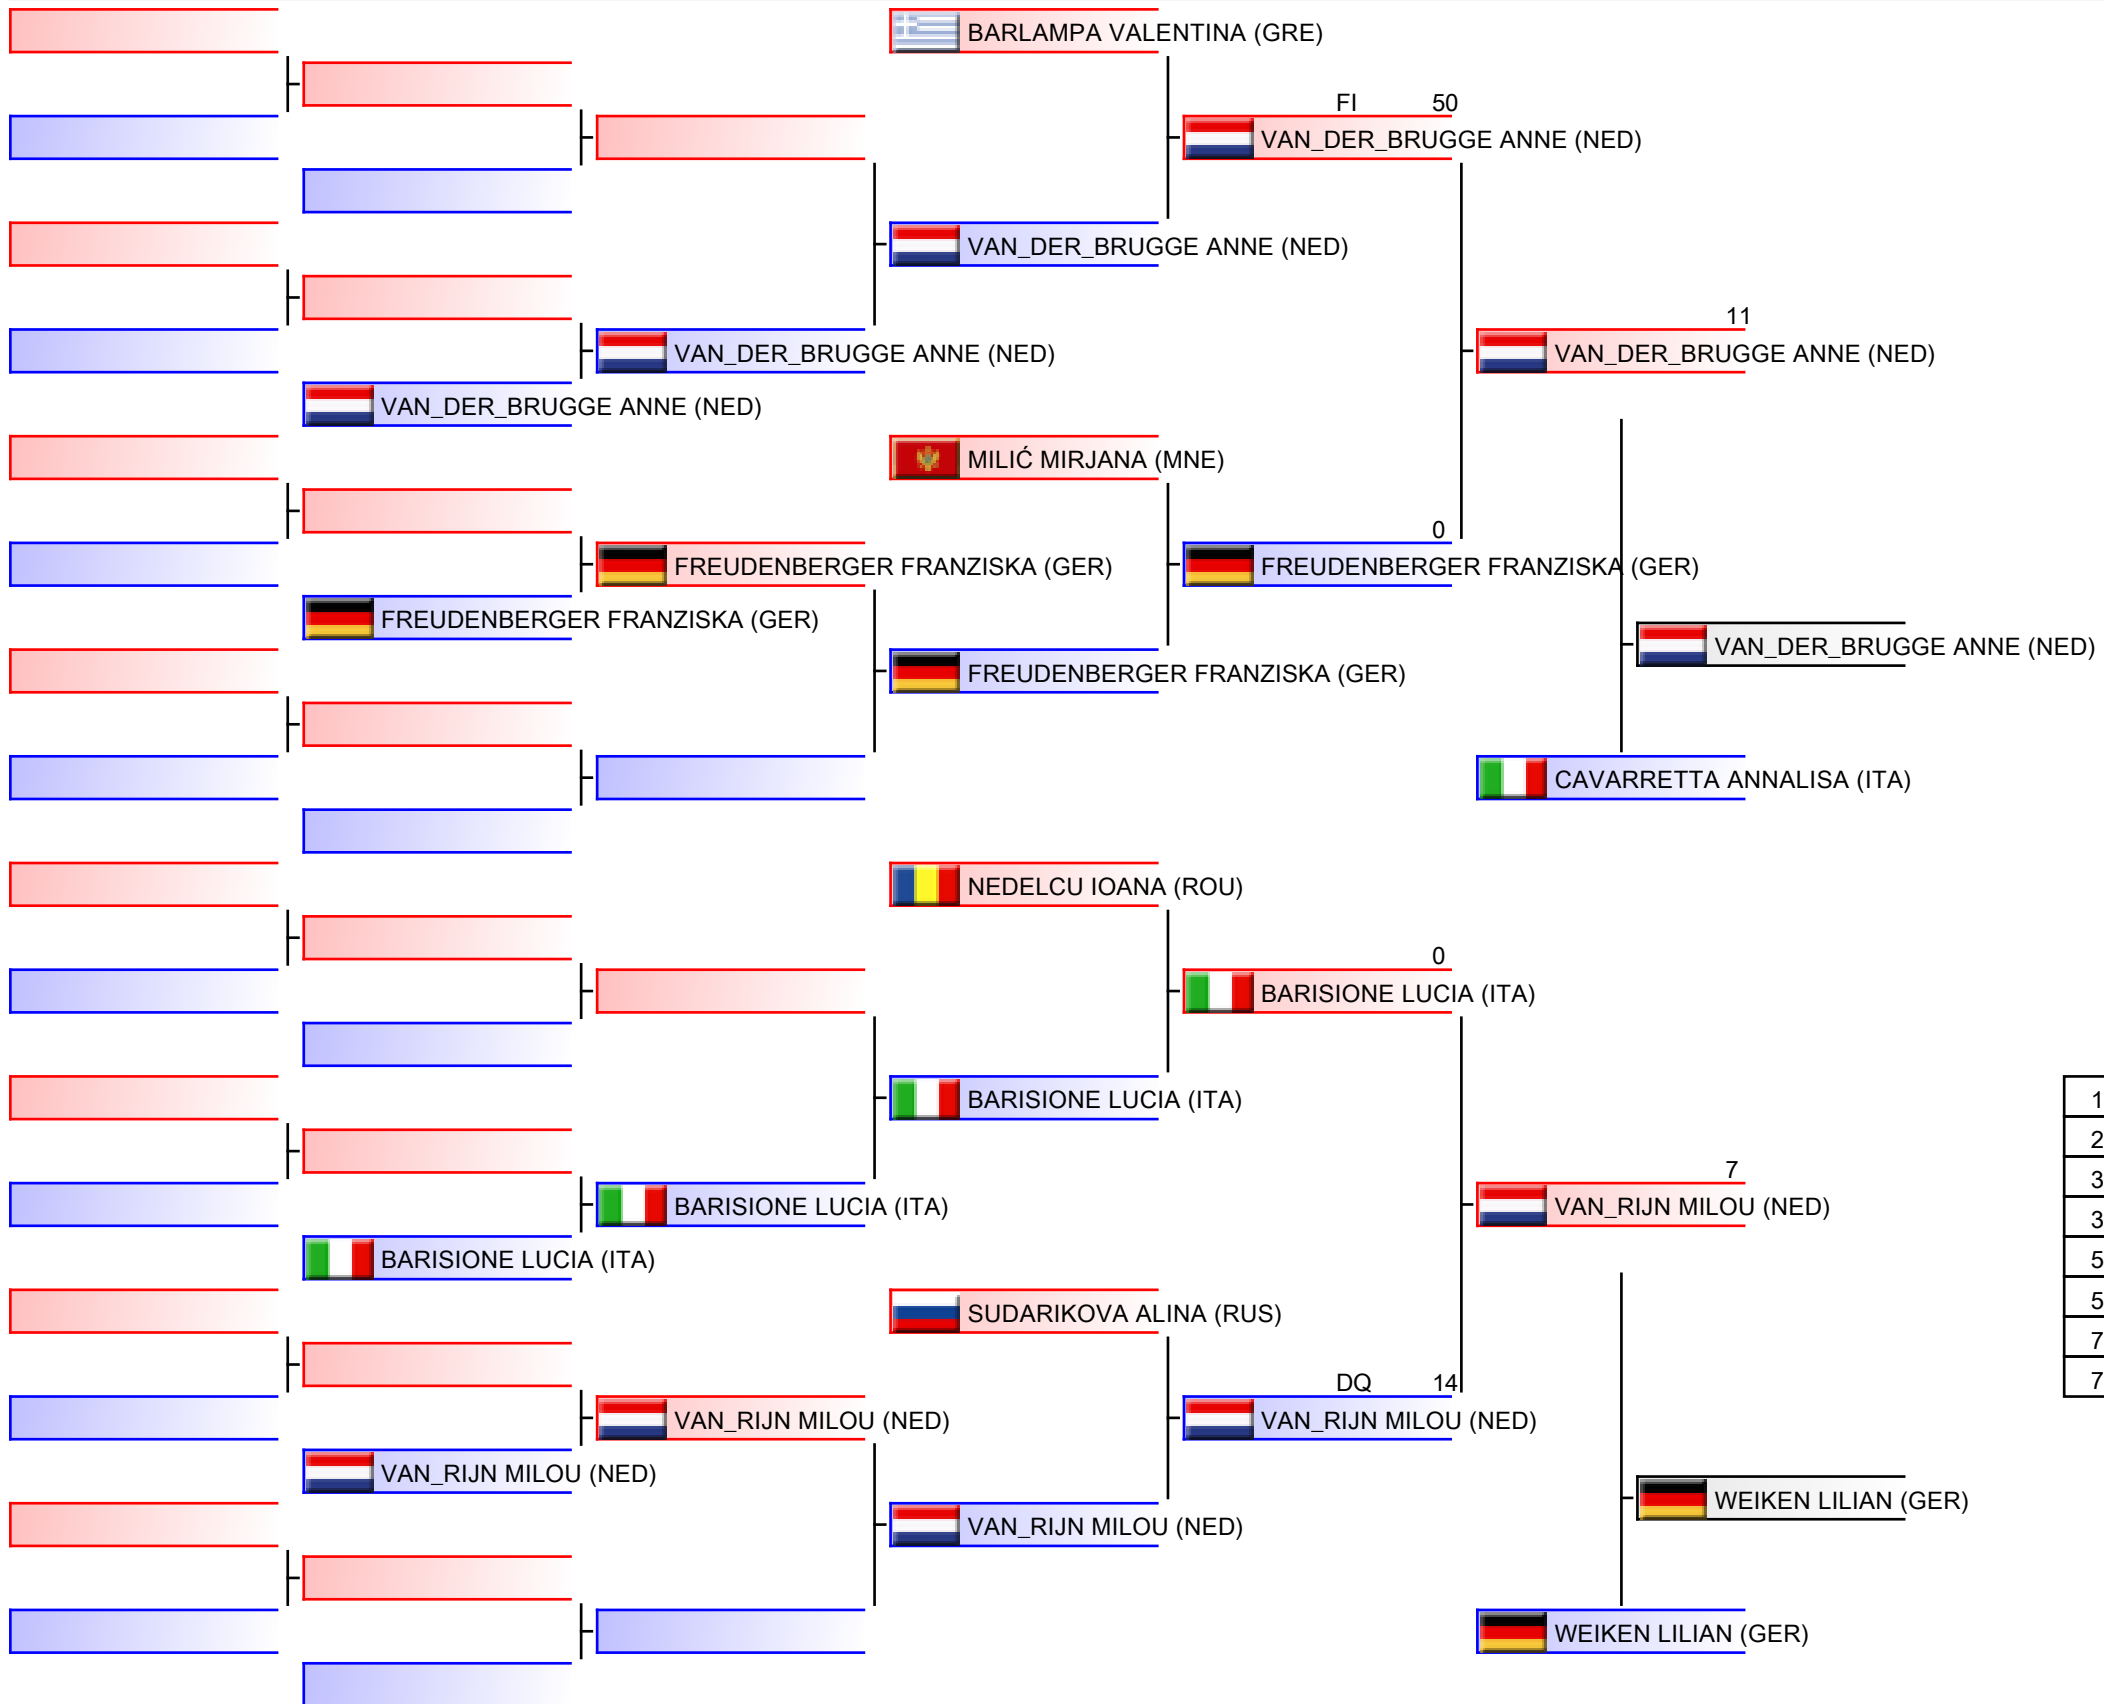 BARLAMPA VALENTINA (GRE)
FI 50
VAN_DER_BRUGGE ANNE (NED)
VAN_DER_BRUGGE ANNE (NED)
11
VAN_DER_BRUGGE ANNE (NED)
VAN_DER_BRUGGE ANNE (NED)
VAN_DER_BRUGGE ANNE (NED)
MILIĆ MIRJANA (MNE)
0
FREUDENBERGER FRANZISKA (GER)
FREUDENBERGER FRANZISKA (GER)
FREUDENBERGER FRANZISKA (GER)
VAN_DER_BRUGGE ANNE (NED)
FREUDENBERGER FRANZISKA (GER)
CAVARRETTA ANNALISA (ITA)
NEDELCU IOANA (ROU)
0
BARISIONE LUCIA (ITA)
BARISIONE LUCIA (ITA)
1
2
3
3
5
5
7
7
7
BARISIONE LUCIA (ITA)
VAN_RIJN MILOU (NED)
BARISIONE LUCIA (ITA)
SUDARIKOVA ALINA (RUS)
DQ 14
VAN_RIJN MILOU (NED)
VAN_RIJN MILOU (NED)
VAN_RIJN MILOU (NED)
WEIKEN LILIAN (GER)
VAN_RIJN MILOU (NED)
WEIKEN LILIAN (GER)